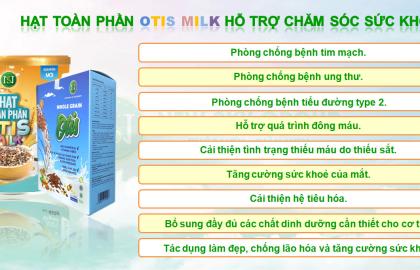 HẠT TOÀN PHẦN OTIS MILK HỖ TRỢ CHĂM SÓC SỨC KH
Phòng chống bệnh tim mạch.
Phòng chống bệnh ung thư.
Phòng chống bệnh tiểu đường type 2.
Hỗ trợ quá trình đông máu.
Cải thiện tình trạng thiếu máu do thiếu sắt.
Tăng cường sức khoẻ của mắt.
Cải thiện hệ tiêu hóa.
Bổ sung đầy đủ các chất dinh dưỡng cần thiết cho cơ t
Tác dụng làm đẹp, chống lão hóa và tăng cường sức kh
HẠT
TOÀN PHẦN
OTIS
MILK
WHOLE GRAIN
Otis